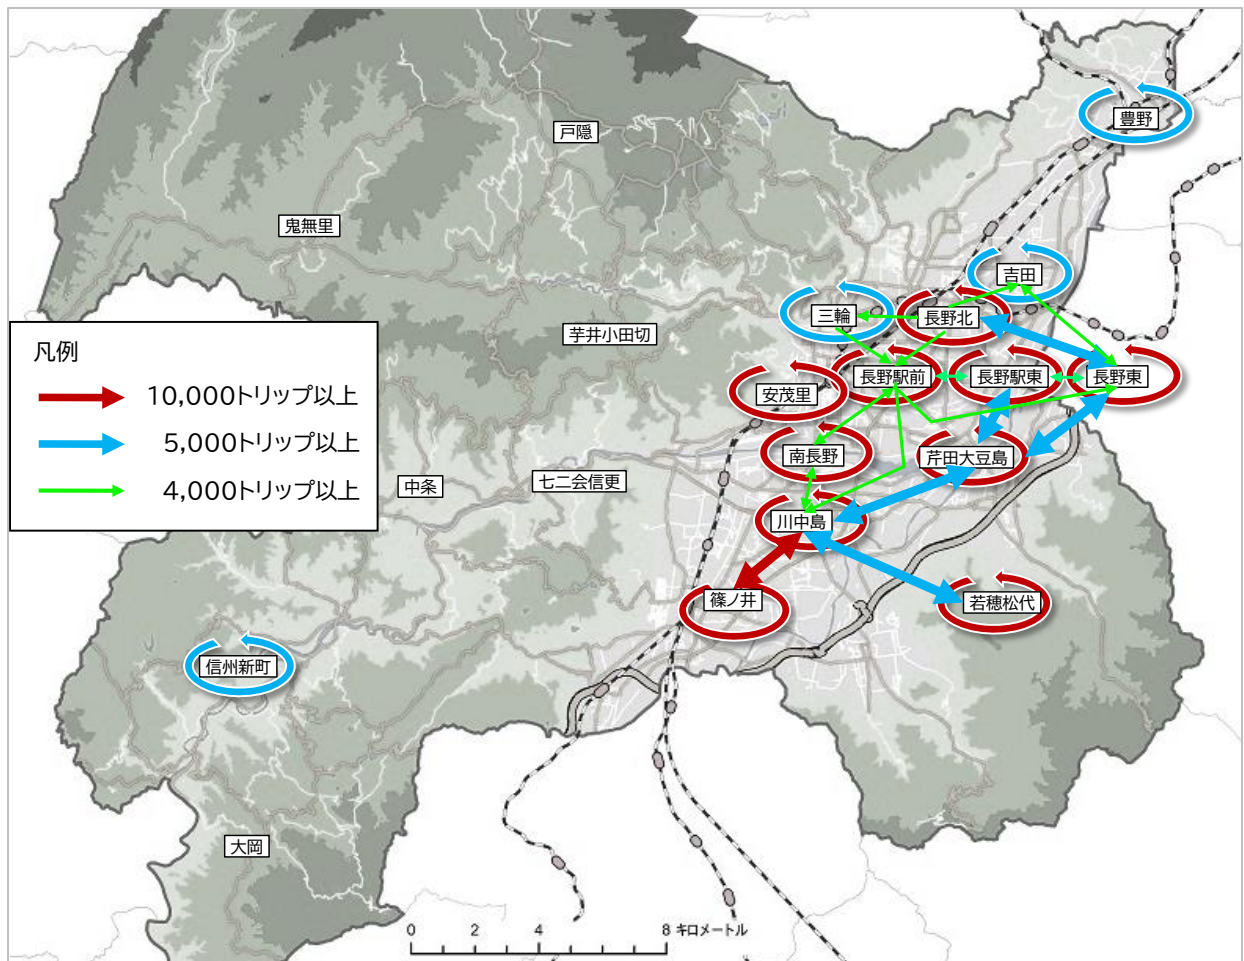 豊野
戸隠
鬼無里
吉田
三輪
長野北
芋井小田切
凡例
10,000トリップ以上
5,000トリップ以上
4,000トリップ以上
長野駅前
長野駅東
長野東
安茂里
南長野
芹田大豆島
中条
七二会信更
川中島
篠ノ井
若穂松代
信州新町
大岡
0 2 4 8 キロメートル